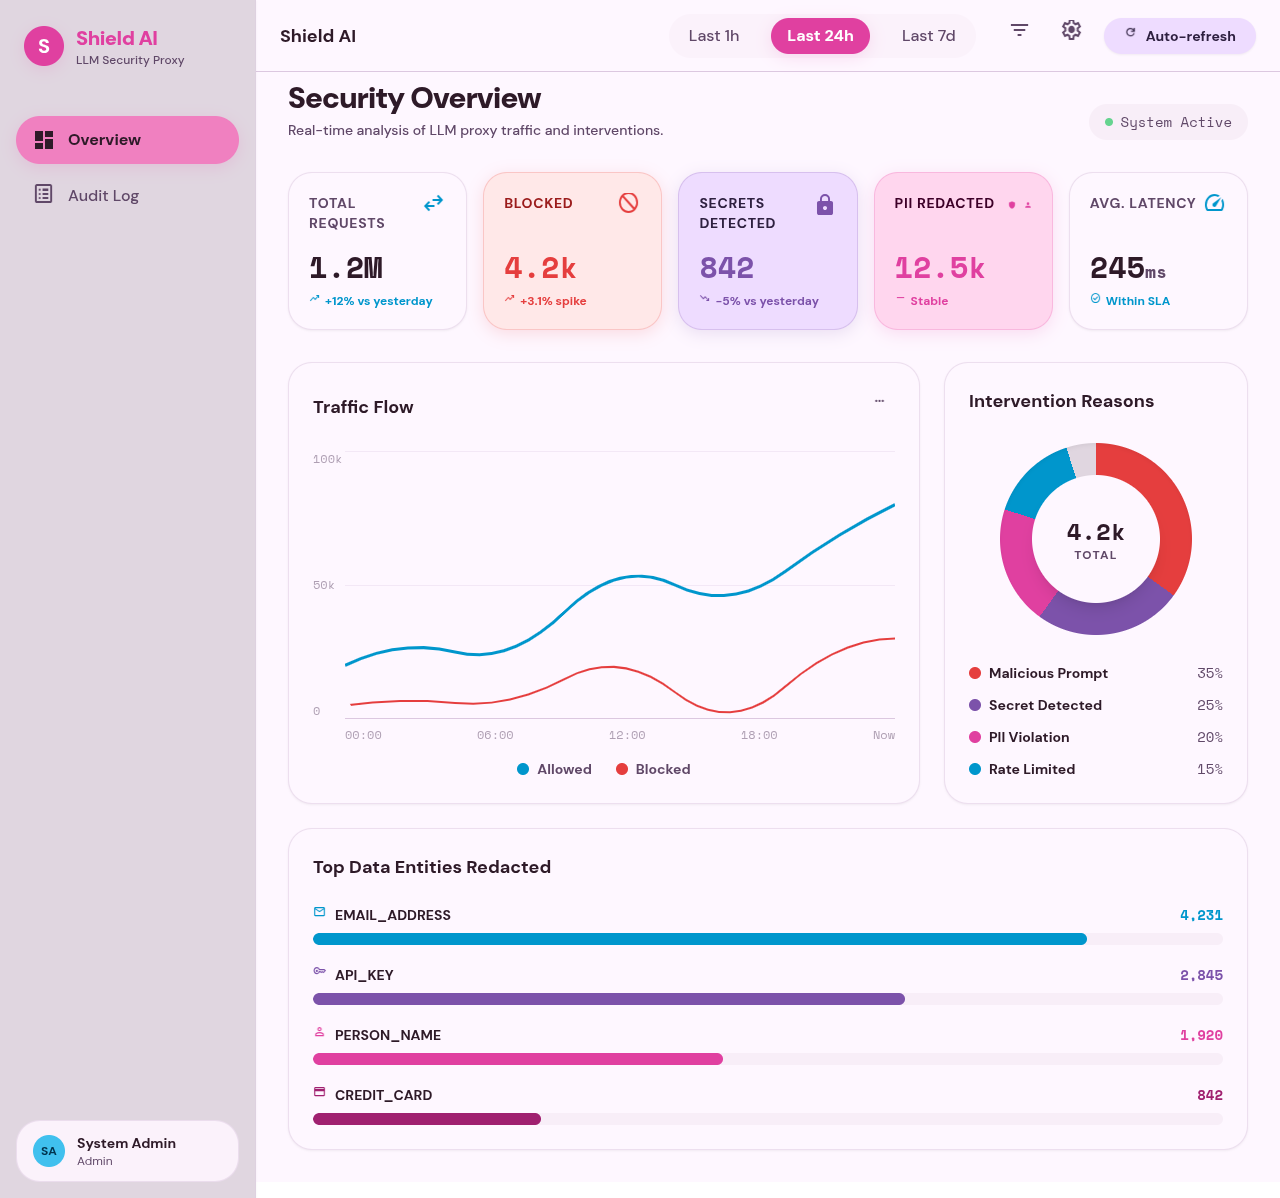 S
Shield AI
LLM Security Proxy
Overview
Audit Log
SA
System Admin
Admin
Shield AI
Last 1h
Last 24h
Last 7d
Auto-refresh
Security Overview
Real-time analysis of LLM proxy traffic and interventions.
System Active
TOTAL
REQUESTS
1.2M
+12% vs yesterday
BLOCKED
4.2k
+3.1% spike
SECRETS
DETECTED
842
-5% vs yesterday
PII REDACTED
12.5k
Stable
AVG. LATENCY
245ms
Within SLA
Traffic Flow
100k
50k
0
00:00
06:00
12:00
18:00
Now
Allowed
Blocked
Intervention Reasons
4.2k
TOTAL
Malicious Prompt 35%
Secret Detected 25%
PII Violation 20%
Rate Limited 15%
Top Data Entities Redacted
EMAIL_ADDRESS 4,231
API_KEY 2,845
PERSON_NAME 1,920
CREDIT_CARD 842